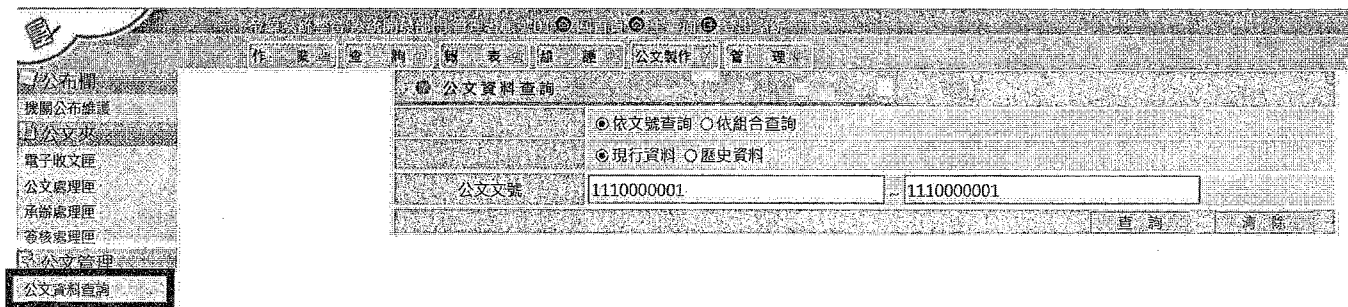 作 業 查 詢 報 表 維 護 公文製作 管 理
公布欄
機關公布維護
公文夾
電子收文匣
公文處理匣
承辦處理匣
簽核處理匣
公文管理
公文資料查詢
公文資料查詢
依文號查詢 依組合查詢
現行資料 歷史資料
公文文號 1110000001 ~ 1110000001
查 詢 清 除